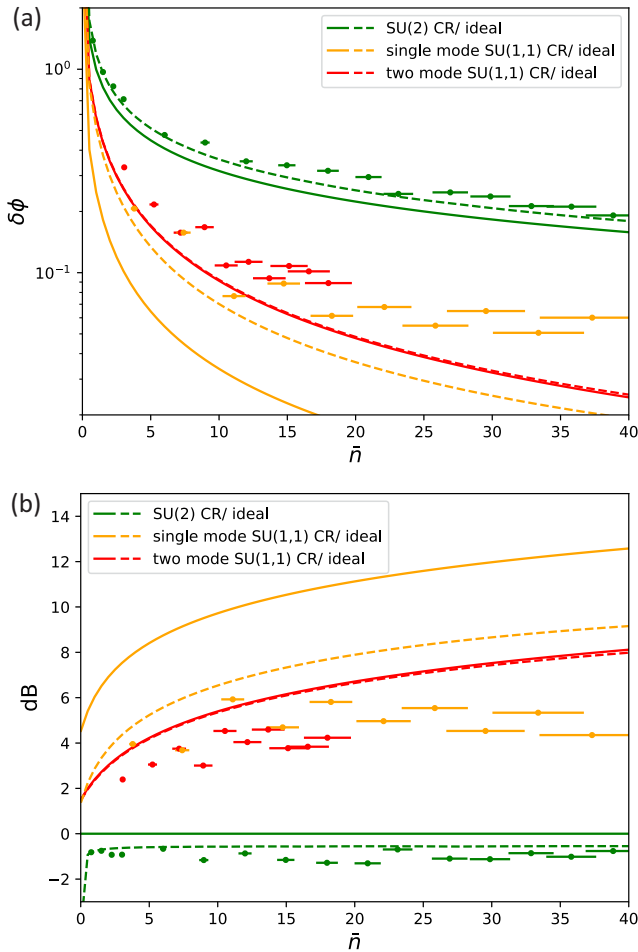 (a)
SU(2) CR/ ideal
single mode SU(1,1) CR/ ideal
two mode SU(1,1) CR/ ideal
10⁰
10⁻¹
δϕ
0 5 10 15 20 25 30 35 40
n̄
(b)
SU(2) CR/ ideal
single mode SU(1,1) CR/ ideal
two mode SU(1,1) CR/ ideal
14
12
10
8
6
4
2
0
−2
dB
0 5 10 15 20 25 30 35 40
n̄